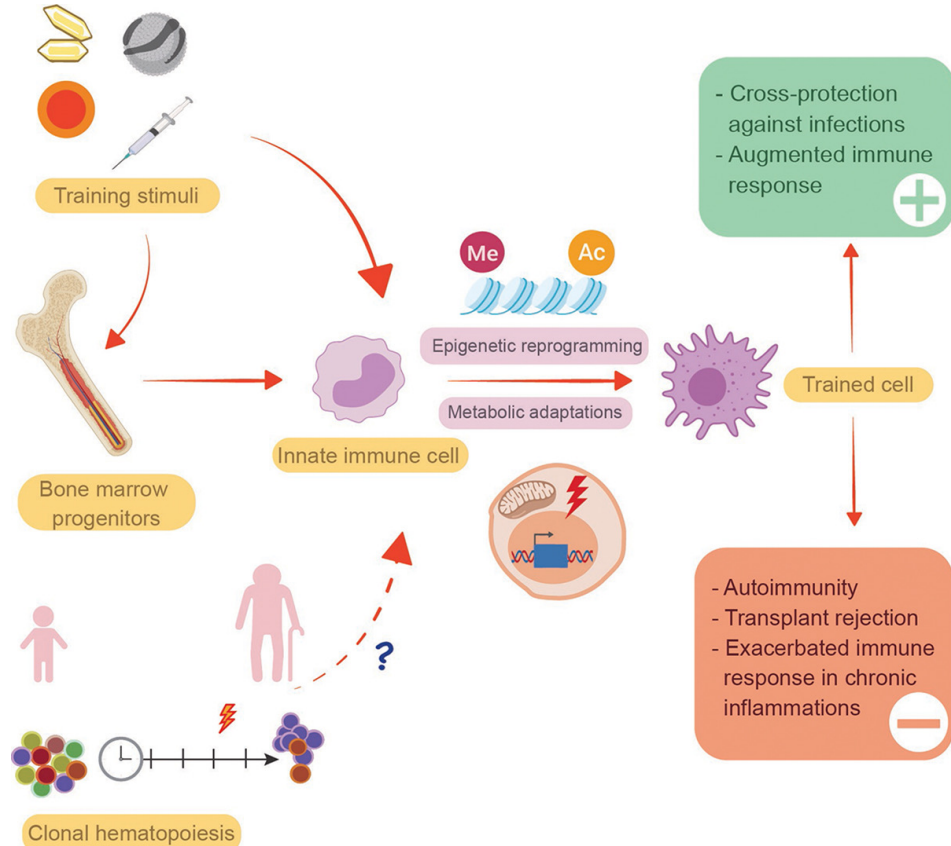 Training stimuli
Bone marrow
progenitors
Innate immune cell
Me
Ac
Epigenetic reprogramming
Metabolic adaptations
Trained cell
- Cross-protection
against infections
- Augmented immune
response
+
- Autoimmunity
- Transplant rejection
- Exacerbated immune
response in chronic
inflammations
−
?
Clonal hematopoiesis